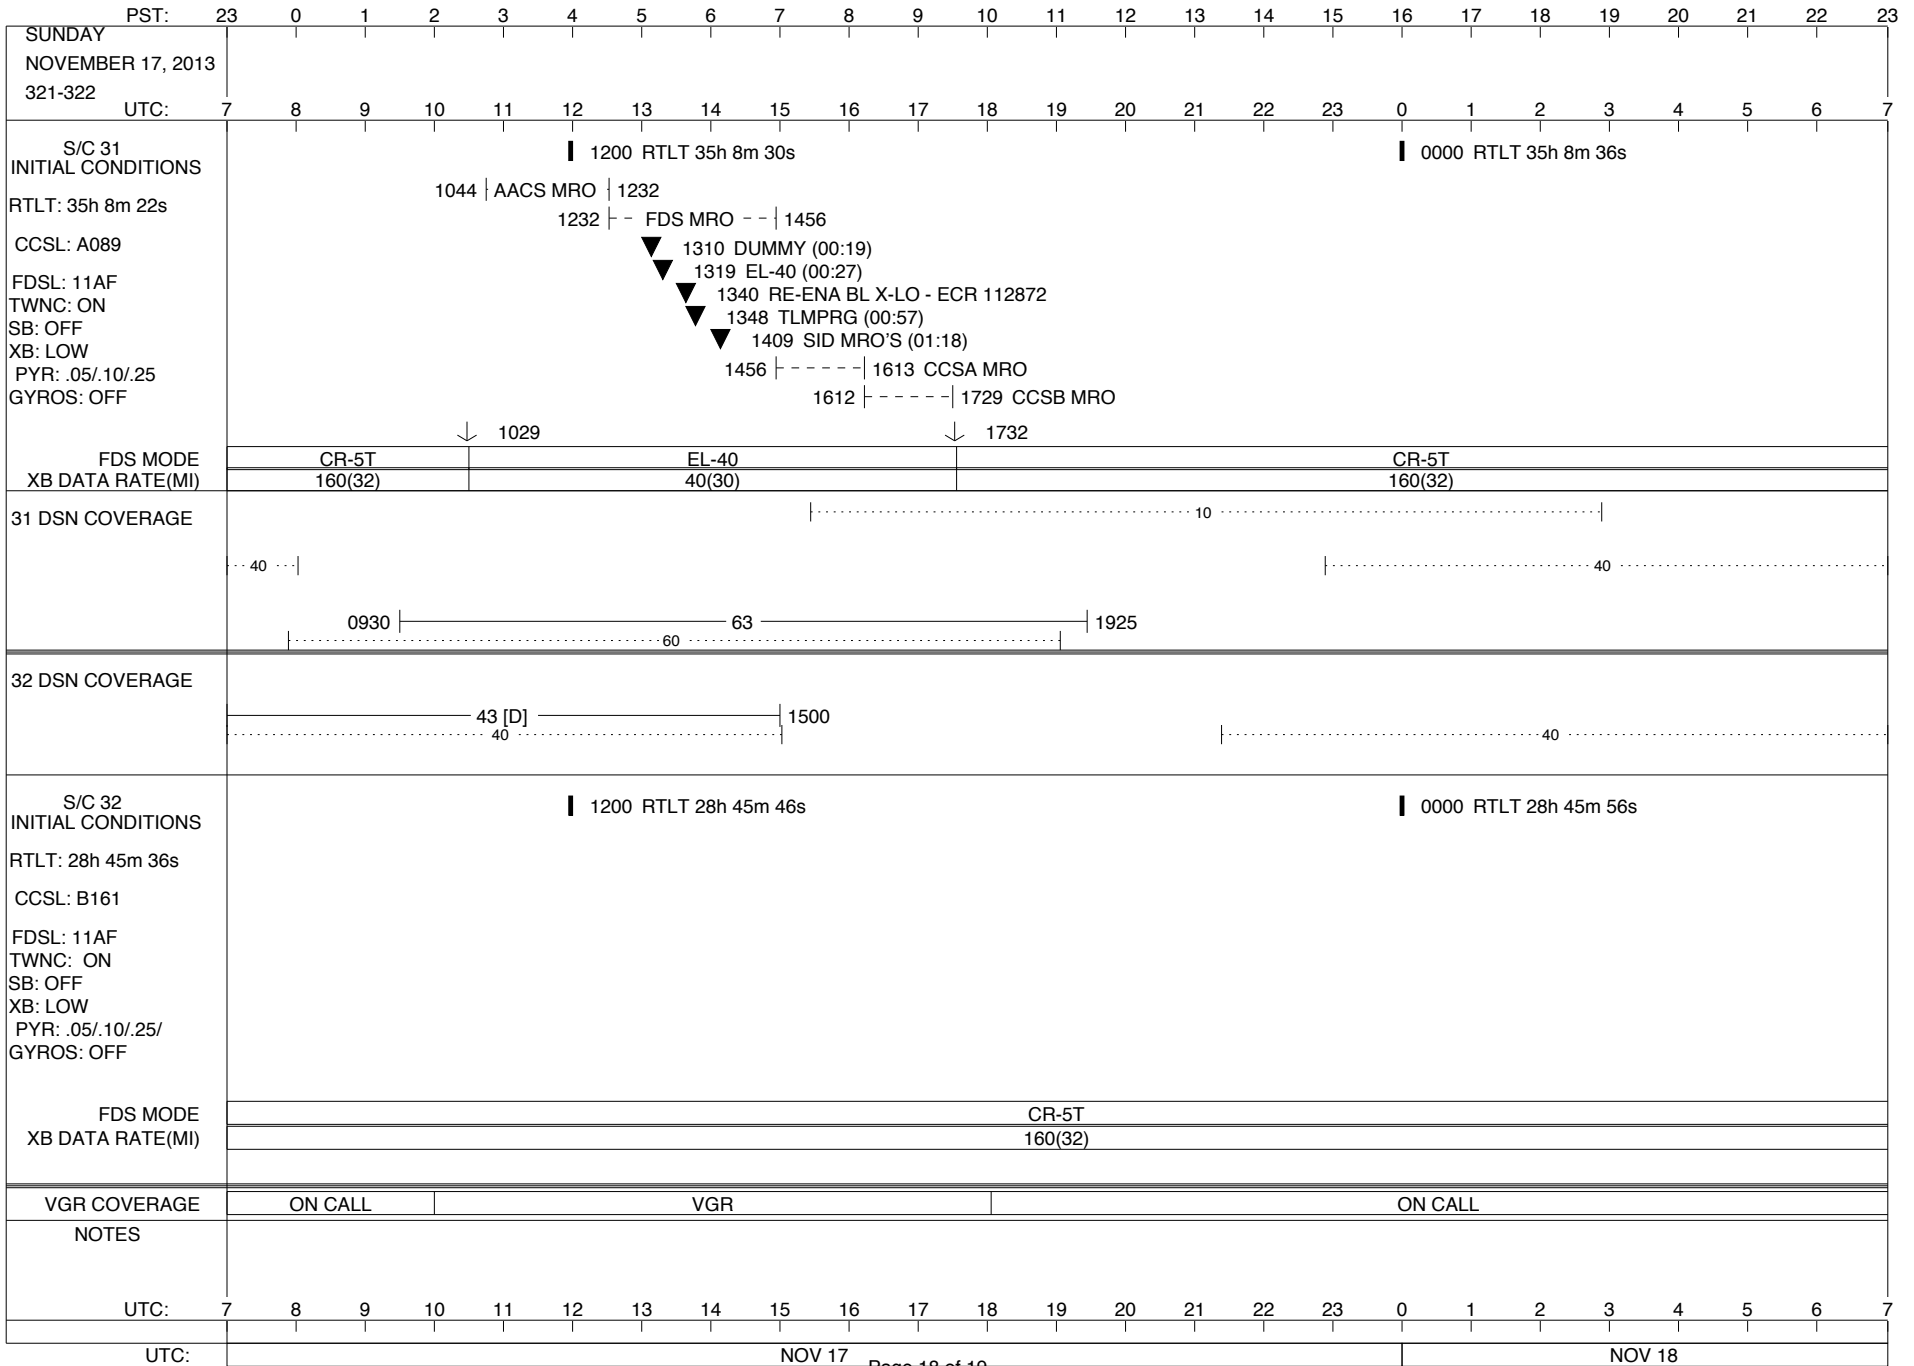 PST: 23 0 1 2 3 4 5 6 7 8 9 10 11 12 13 14 15 16 17 18 19 20 21 22 23
SUNDAY
NOVEMBER 17, 2013
321-322
UTC: 7 8 9 10 11 12 13 14 15 16 17 18 19 20 21 22 23 0 1 2 3 4 5 6 7
S/C 31
INITIAL CONDITIONS
RTLT: 35h 8m 22s
CCSL: A089
FDSL: 11AF
TWNC: ON
SB: OFF
XB: LOW
PYR: .05/.10/.25
GYROS: OFF
1200 RTLT 35h 8m 30s
0000 RTLT 35h 8m 36s
1044 AACS MRO 1232
1232 FDS MRO 1456
1310 DUMMY (00:19)
1319 EL-40 (00:27)
1340 RE-ENA BL X-LO - ECR 112872
1348 TLMPRG (00:57)
1409 SID MRO'S (01:18)
1456 1613 CCSA MRO
1612 1729 CCSB MRO
1029 1732
FDS MODE CR-5T EL-40 CR-5T
XB DATA RATE(MI) 160(32) 40(30) 160(32)
31 DSN COVERAGE
10
40 40
0930 63 1925
60
32 DSN COVERAGE
43 [D] 1500
40 40
S/C 32
INITIAL CONDITIONS
RTLT: 28h 45m 36s
CCSL: B161
FDSL: 11AF
TWNC: ON
SB: OFF
XB: LOW
PYR: .05/.10/.25/
GYROS: OFF
1200 RTLT 28h 45m 46s
0000 RTLT 28h 45m 56s
FDS MODE CR-5T
XB DATA RATE(MI) 160(32)
VGR COVERAGE ON CALL VGR ON CALL
NOTES
UTC: 7 8 9 10 11 12 13 14 15 16 17 18 19 20 21 22 23 0 1 2 3 4 5 6 7
UTC: NOV 17 NOV 18
Page 18 of 19